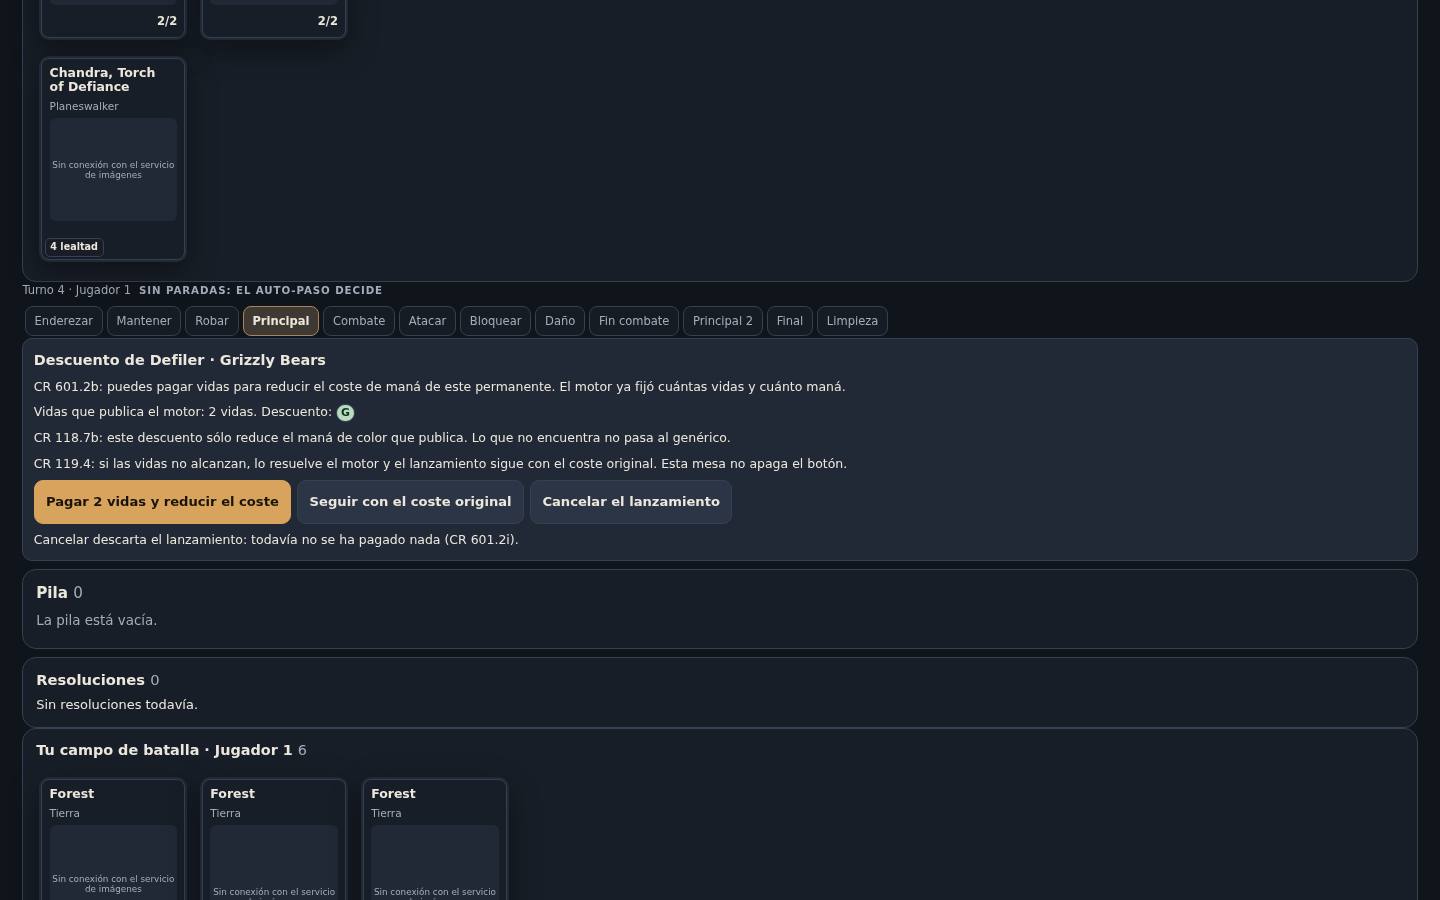 2/2
2/2
Chandra, Torch
of Defiance
Planeswalker
Sin conexión con el servicio
de imágenes
4 lealtad
Turno 4 · Jugador 1 SIN PARADAS: EL AUTO-PASO DECIDE
Enderezar Mantener Robar Principal Combate Atacar Bloquear Daño Fin combate Principal 2 Final Limpieza
Descuento de Defiler · Grizzly Bears
CR 601.2b: puedes pagar vidas para reducir el coste de maná de este permanente. El motor ya fijó cuántas vidas y cuánto maná.
Vidas que publica el motor: 2 vidas. Descuento: G
CR 118.7b: este descuento sólo reduce el maná de color que publica. Lo que no encuentra no pasa al genérico.
CR 119.4: si las vidas no alcanzan, lo resuelve el motor y el lanzamiento sigue con el coste original. Esta mesa no apaga el botón.
Pagar 2 vidas y reducir el coste Seguir con el coste original Cancelar el lanzamiento
Cancelar descarta el lanzamiento: todavía no se ha pagado nada (CR 601.2i).
Pila 0
La pila está vacía.
Resoluciones 0
Sin resoluciones todavía.
Tu campo de batalla · Jugador 1 6
Forest Forest Forest
Tierra Tierra Tierra
Sin conexión con el servicio
de imágenes
Sin conexión con el servicio
Sin conexión con el servicio